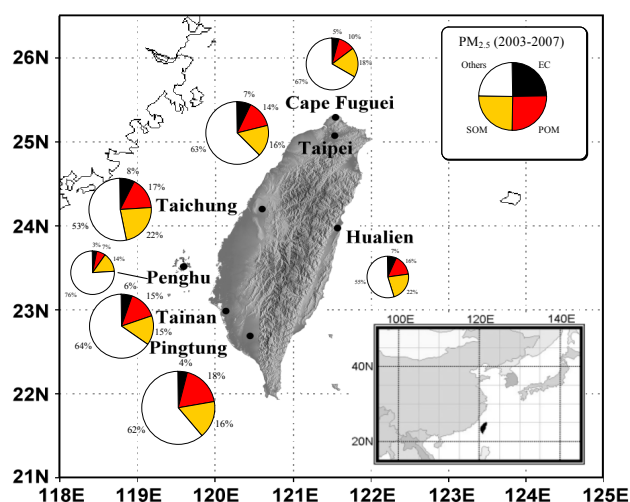 26N
25N
24N
23N
22N
21N
118E 119E 120E 121E 122E 123E 124E 125E
PM2.5 (2003-2007)
Others EC
SOM POM
5% 10%
18%
67%
Cape Fuguei
7%
14%
16%
63%
Taipei
8%
17%
22%
53%
Taichung
3% 7%
14%
76%
Penghu
6%
15%
15%
64%
Tainan
Pingtung
4%
18%
16%
62%
Hualien
7%
16%
22%
55%
100E 120E 140E
40N
20N